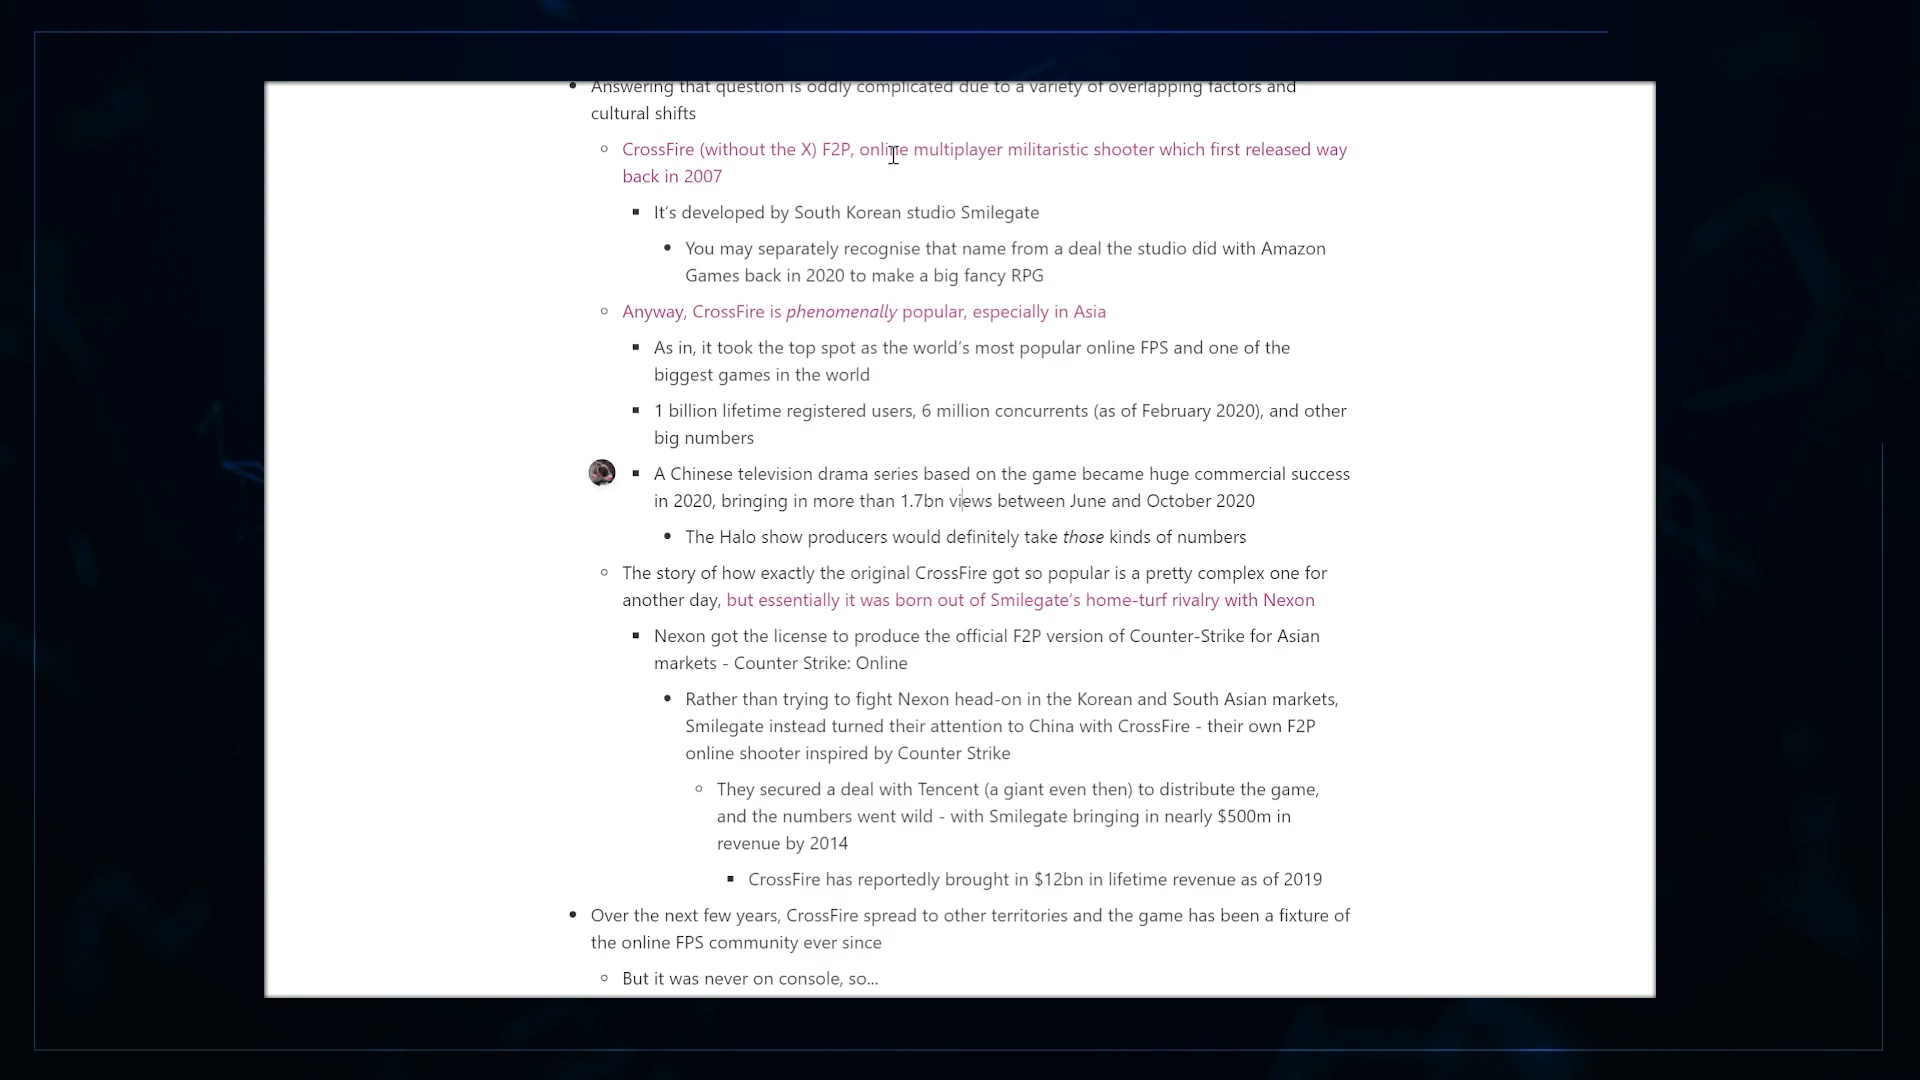 Answering that question is oddly complicated due to a variety of overlapping factors and
cultural shifts
CrossFire (without the X) F2P, online multiplayer militaristic shooter which first released way
back in 2007
It's developed by South Korean studio Smilegate
You may separately recognise that name from a deal the studio did with Amazon
Games back in 2020 to make a big fancy RPG
Anyway, CrossFire is phenomenally popular, especially in Asia
As in, it took the top spot as the world's most popular online FPS and one of the
biggest games in the world
1 billion lifetime registered users, 6 million concurrents (as of February 2020), and other
big numbers
A Chinese television drama series based on the game became huge commercial success
in 2020, bringing in more than 1.7bn views between June and October 2020
The Halo show producers would definitely take those kinds of numbers
The story of how exactly the original CrossFire got so popular is a pretty complex one for
another day, but essentially it was born out of Smilegate's home-turf rivalry with Nexon
Nexon got the license to produce the official F2P version of Counter-Strike for Asian
markets - Counter Strike: Online
Rather than trying to fight Nexon head-on in the Korean and South Asian markets,
Smilegate instead turned their attention to China with CrossFire - their own F2P
online shooter inspired by Counter Strike
They secured a deal with Tencent (a giant even then) to distribute the game,
and the numbers went wild - with Smilegate bringing in nearly $500m in
revenue by 2014
CrossFire has reportedly brought in $12bn in lifetime revenue as of 2019
Over the next few years, CrossFire spread to other territories and the game has been a fixture of
the online FPS community ever since
But it was never on console, so...